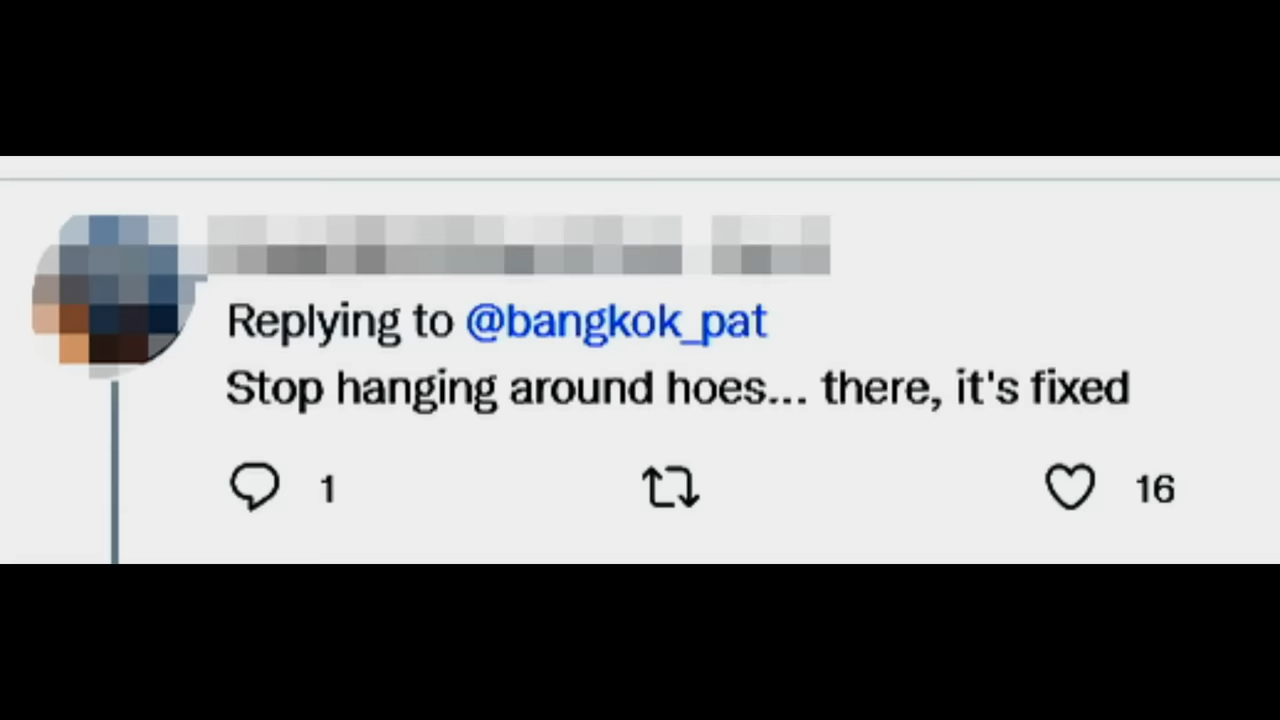 Replying to @bangkok_pat
Stop hanging around hoes... there, it's fixed
1 16